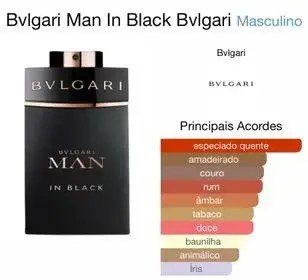 Bvlgari Man In Black Bvlgari Masculino
Bvlgari
BVLGARI
Principais Acordes
especiado quente
amadeirado
couro
rum
âmbar
tabaco
doce
baunilha
animálico
Íris
BVLGARI
BVLGARI
MAN
IN BLACK